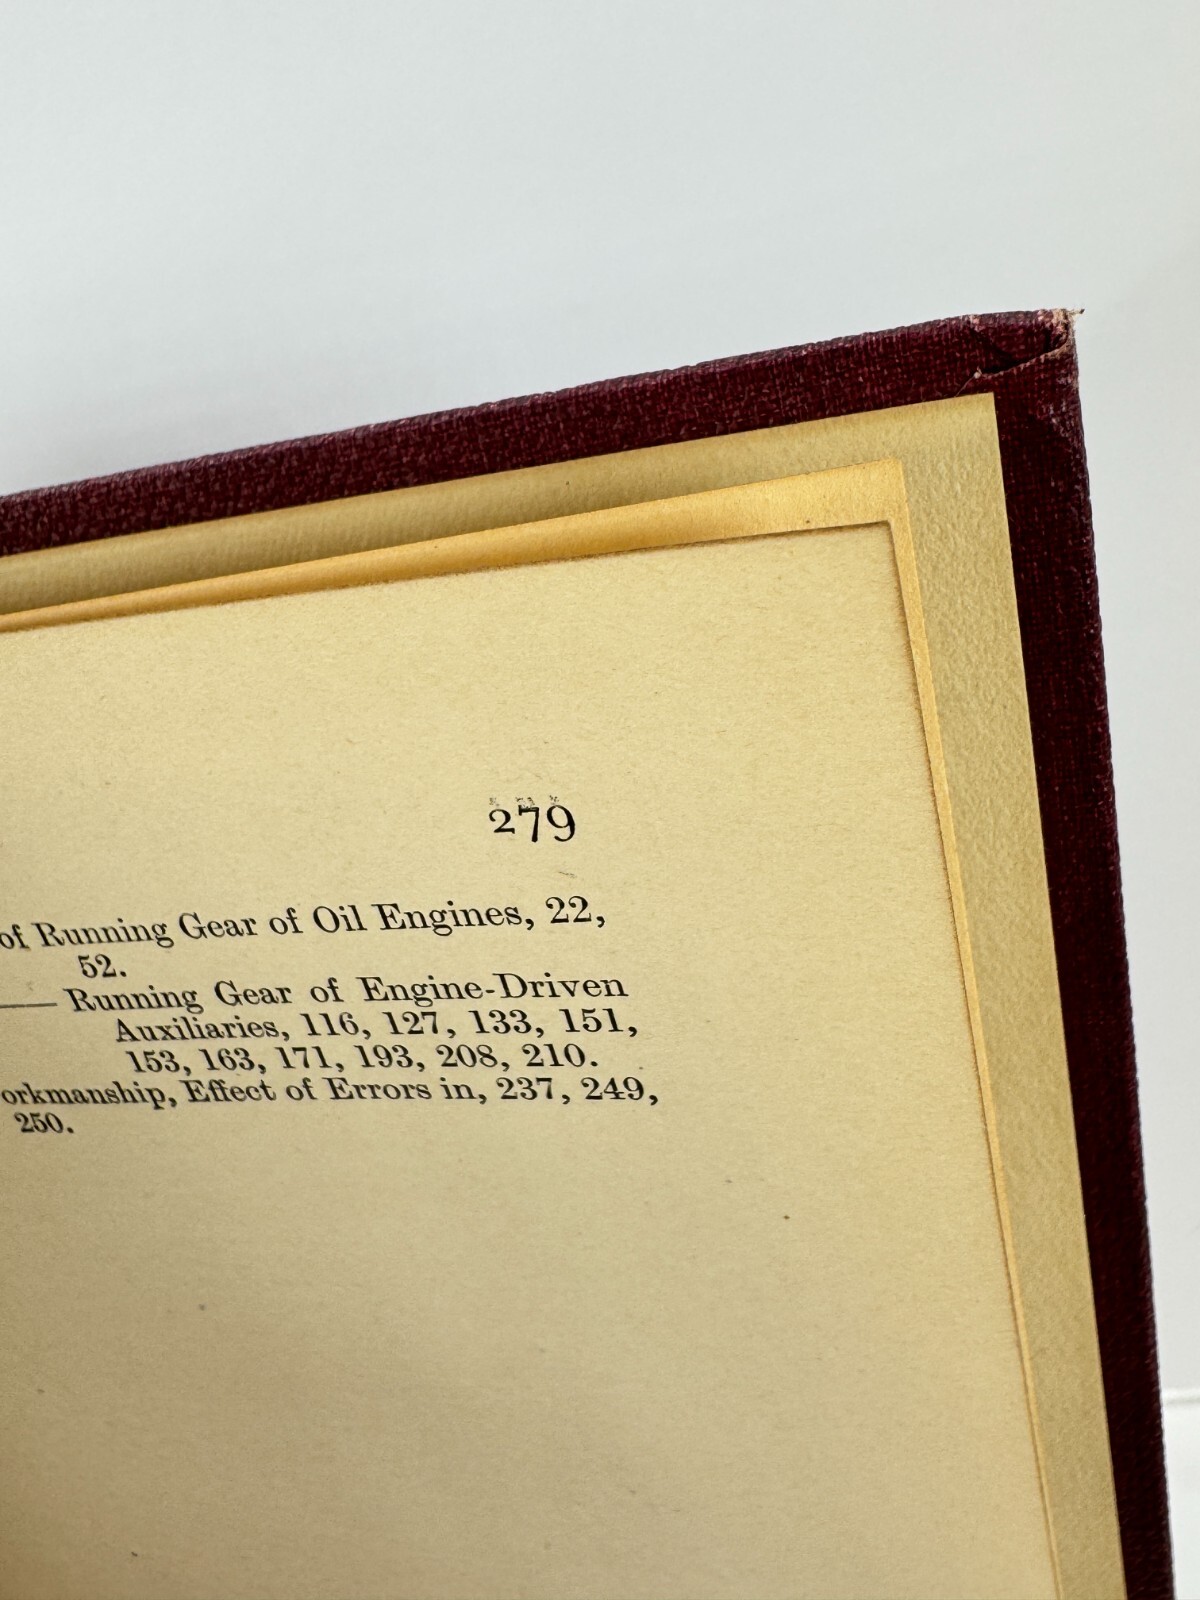 279
of Running Gear of Oil Engines, 22,
52.
—— Running Gear of Engine-Driven
Auxiliaries, 116, 127, 133, 151,
153, 163, 171, 193, 208, 210.
orkmanship, Effect of Errors in, 237, 249,
250.